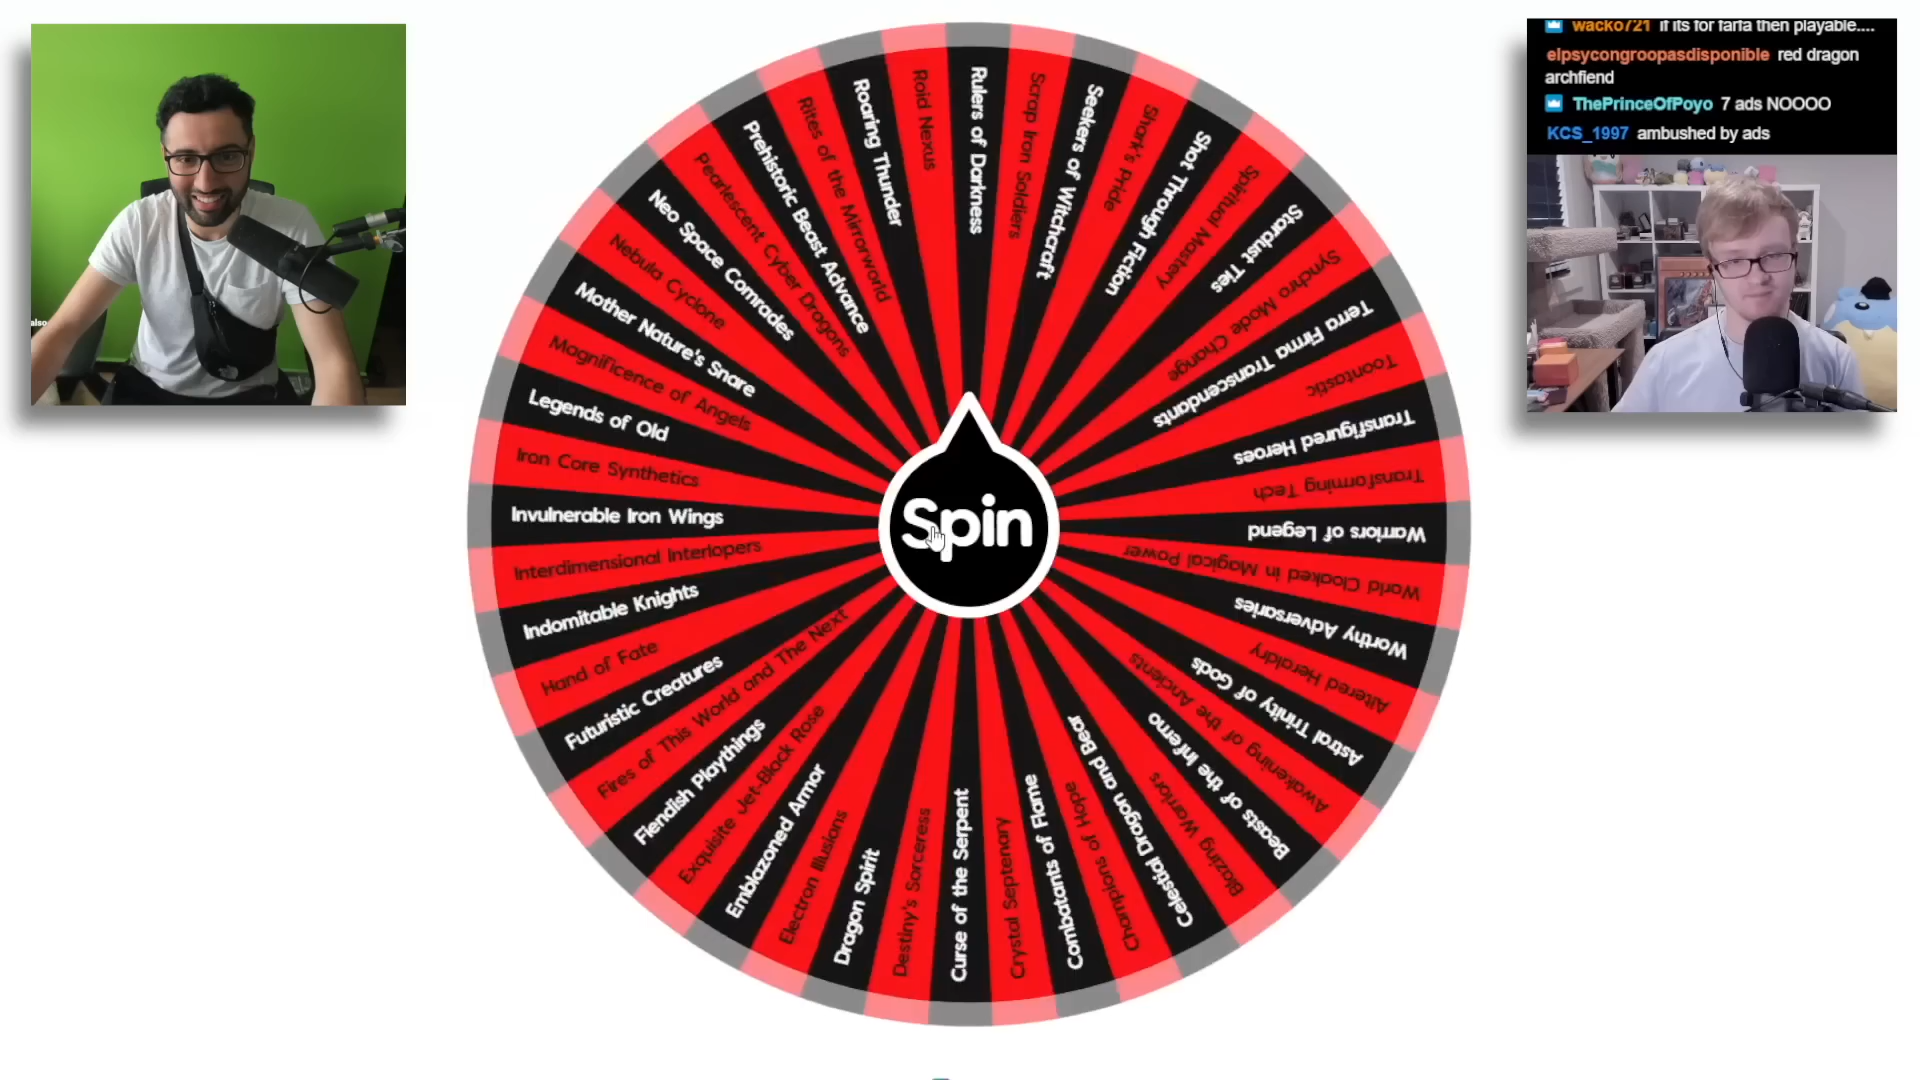 wacko721 if its for farfa then playable....
elpsycongroopasdisponible red dragon
archfiend
ThePrinceOfPoyo 7 ads NOOOO
KCS_1997 ambushed by ads
also
Rulers of Darkness
Scrap Iron Soldiers
Seekers of Witchcraft
Shark's Pride
Shot Through Fiction
Spiritual Mastery
Stardust Ties
Synchro Mode Change
Terra Firma Transcendants
Toontastic
Transfigured Heroes
Transforming Tech
Warriors of Legend
World Cloaked in Magical Power
Worthy Adversaries
Altered Heraldry
Astral Trinity of Gods
Awakening of the Ancients
Beasts of the Inferno
Blazing Warriors
Celestial Dragon and Bear
Champions of Hope
Combatants of Flame
Crystal Septenary
Curse of the Serpent
Destiny's Sorceress
Dragon Spirit
Electron Illusions
Emblazoned Armor
Exquisite Jet-Black Rose
Fiendish Playthings
Fires of This World and The Next
Futuristic Creatures
Hand of Fate
Indomitable Knights
Interdimensional Interlopers
Invulnerable Iron Wings
Iron Core Synthetics
Legends of Old
Magnificence of Angels
Mother Nature's Snare
Nebula Cyclone
Neo Space Comrades
Pearlescent Cyber Dragons
Prehistoric Beast Advance
Rites of the Mirrorworld
Roaring Thunder
Roid Nexus
Spin